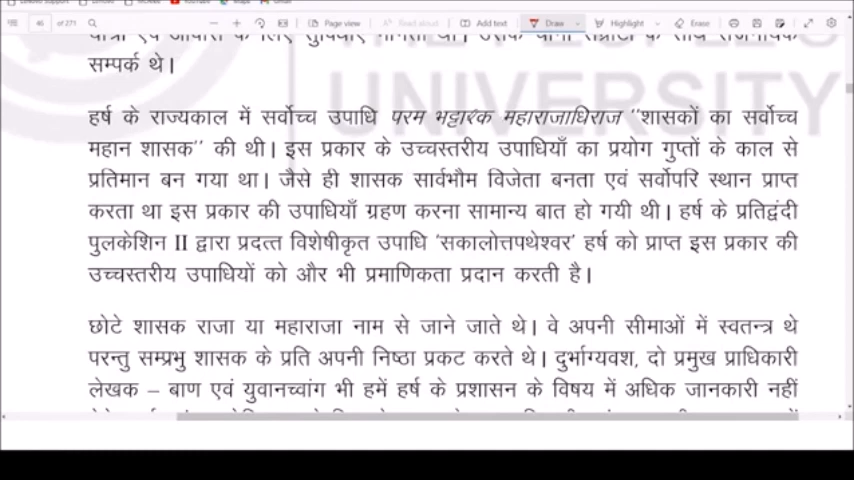 46 of 271
Page view
Read aloud
Add text
Draw
Highlight
Erase
UNIVERSITY
सम्पर्क थे।
हर्ष के राज्यकाल में सर्वोच्च उपाधि परम भट्टारक महाराजाधिराज "शासकों का सर्वोच्च
महान शासक" की थी। इस प्रकार के उच्चस्तरीय उपाधियाँ का प्रयोग गुप्तों के काल से
प्रतिमान बन गया था। जैसे ही शासक सार्वभौम विजेता बनता एवं सर्वोपरि स्थान प्राप्त
करता था इस प्रकार की उपाधियाँ ग्रहण करना सामान्य बात हो गयी थी। हर्ष के प्रतिद्वंदी
पुलकेशिन II द्वारा प्रदत्त विशेषीकृत उपाधि 'सकालोत्तपथेश्वर' हर्ष को प्राप्त इस प्रकार की
उच्चस्तरीय उपाधियों को और भी प्रमाणिकता प्रदान करती है।
छोटे शासक राजा या महाराजा नाम से जाने जाते थे। वे अपनी सीमाओं में स्वतन्त्र थे
परन्तु सम्प्रभु शासक के प्रति अपनी निष्ठा प्रकट करते थे। दुर्भाग्यवश, दो प्रमुख प्राधिकारी
लेखक – बाण एवं युवानच्वांग भी हमें हर्ष के प्रशासन के विषय में अधिक जानकारी नहीं